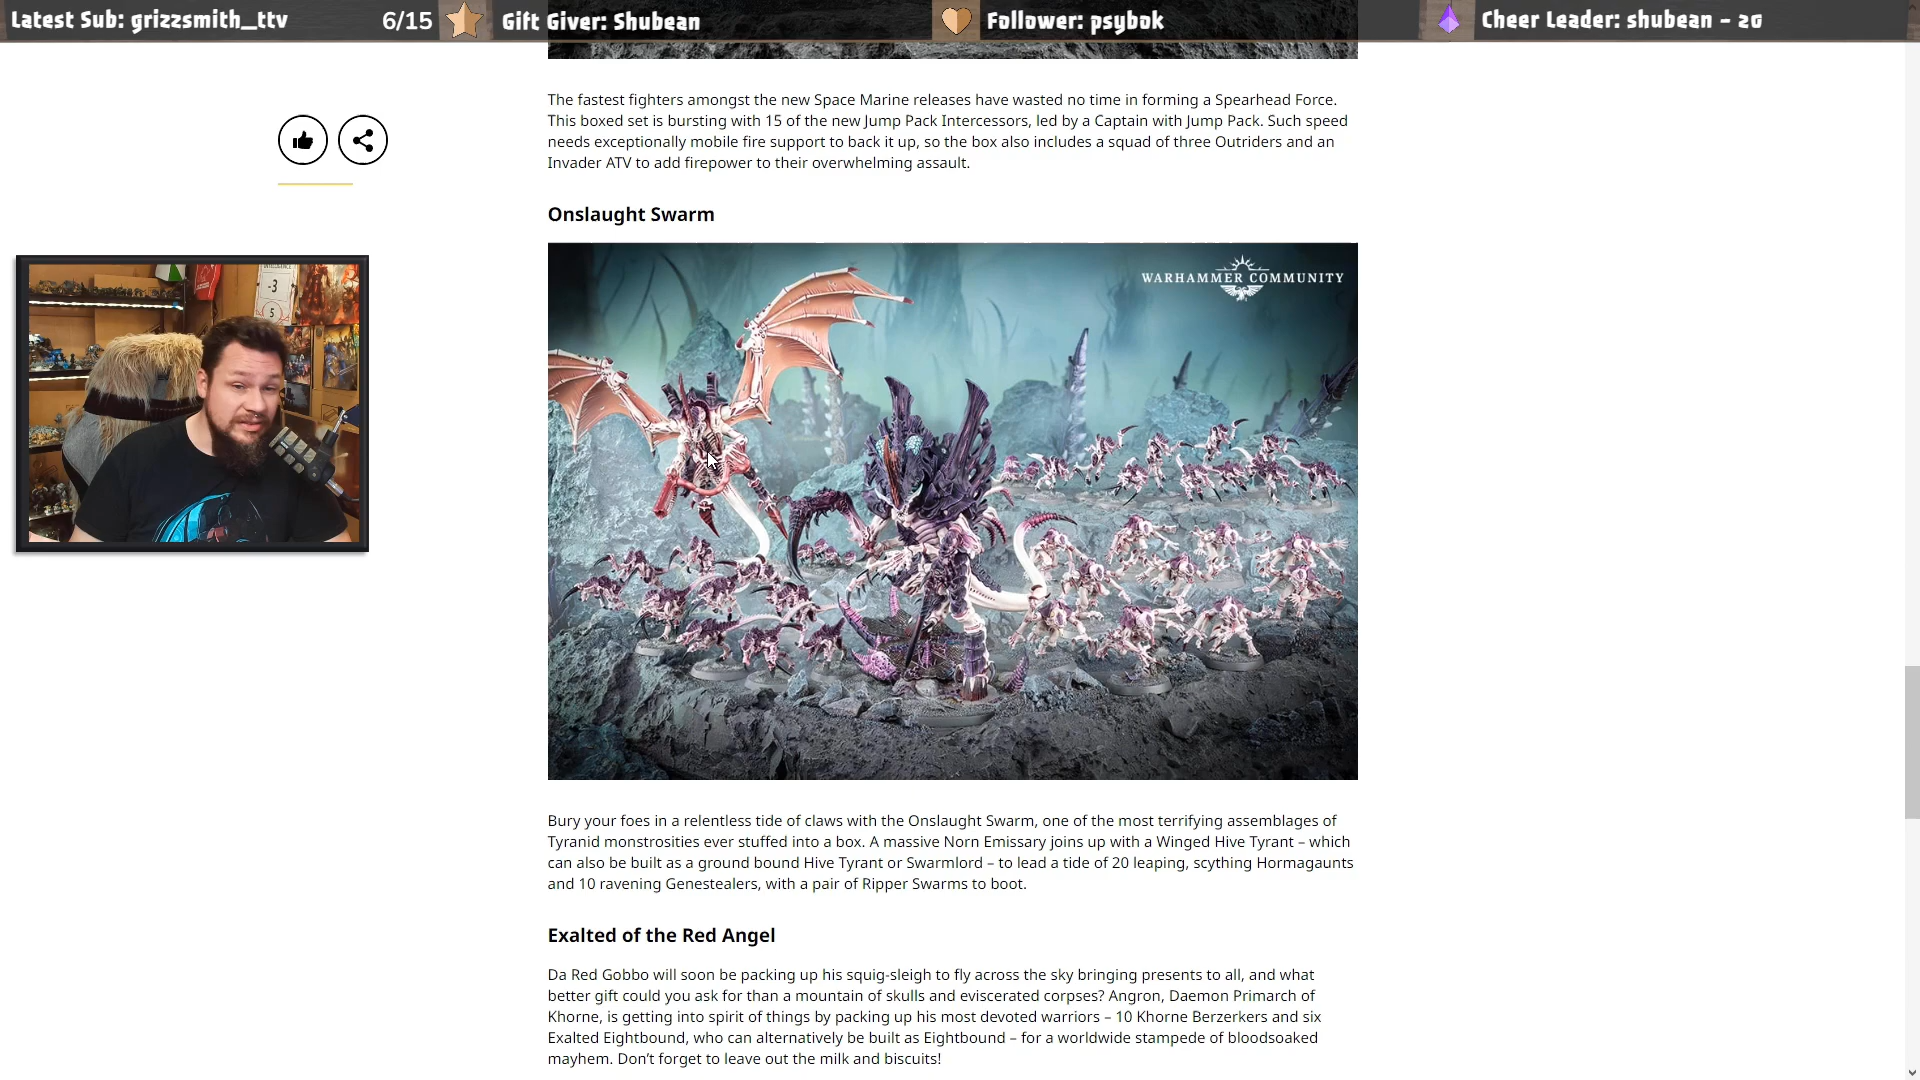 Latest Sub: grizzsmith_ttv
6/15
Gift Giver: Shubean
Follower: psybok
Cheer Leader: shubean - 20
The fastest fighters amongst the new Space Marine releases have wasted no time in forming a Spearhead Force.
This boxed set is bursting with 15 of the new Jump Pack Intercessors, led by a Captain with Jump Pack. Such speed
needs exceptionally mobile fire support to back it up, so the box also includes a squad of three Outriders and an
Invader ATV to add firepower to their overwhelming assault.
Onslaught Swarm
WARHAMMER COMMUNITY
INTELLIGENCE
-3
5
Bury your foes in a relentless tide of claws with the Onslaught Swarm, one of the most terrifying assemblages of
Tyranid monstrosities ever stuffed into a box. A massive Norn Emissary joins up with a Winged Hive Tyrant – which
can also be built as a ground bound Hive Tyrant or Swarmlord – to lead a tide of 20 leaping, scything Hormagaunts
and 10 ravening Genestealers, with a pair of Ripper Swarms to boot.
Exalted of the Red Angel
Da Red Gobbo will soon be packing up his squig-sleigh to fly across the sky bringing presents to all, and what
better gift could you ask for than a mountain of skulls and eviscerated corpses? Angron, Daemon Primarch of
Khorne, is getting into spirit of things by packing up his most devoted warriors – 10 Khorne Berzerkers and six
Exalted Eightbound, who can alternatively be built as Eightbound – for a worldwide stampede of bloodsoaked
mayhem. Don't forget to leave out the milk and biscuits!